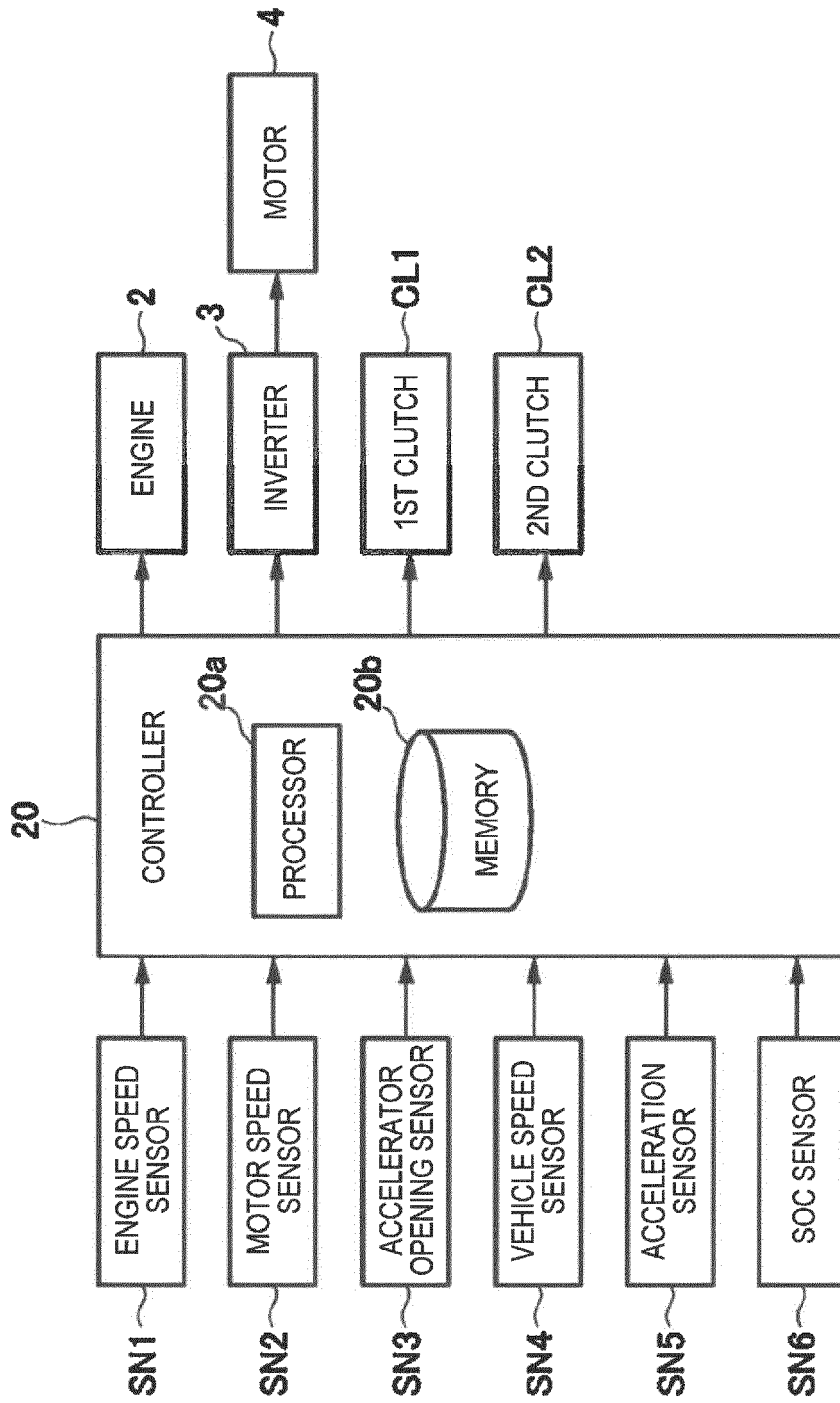 20
CONTROLLER
20a
PROCESSOR
20b
MEMORY
SN1
ENGINE SPEED
SENSOR
SN2
MOTOR SPEED
SENSOR
SN3
ACCELERATOR
OPENING SENSOR
SN4
VEHICLE SPEED
SENSOR
SN5
ACCELERATION
SENSOR
SN6
SOC SENSOR
ENGINE
2
INVERTER
3
MOTOR
4
1ST CLUTCH
CL1
2ND CLUTCH
CL2